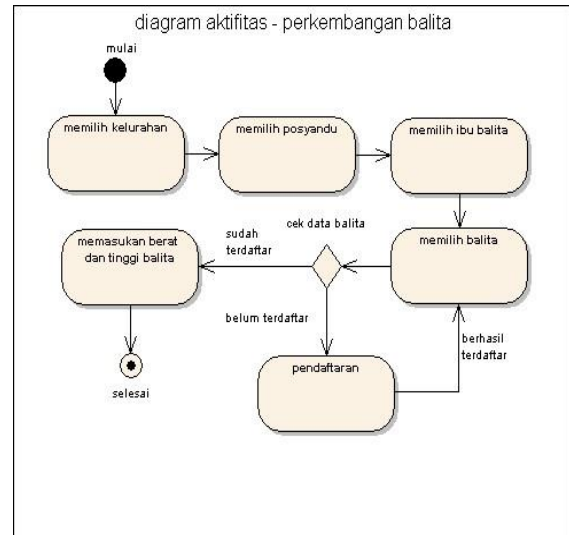 diagram aktifitas - perkembangan balita
mulai
memilih kelurahan
memilih posyandu
memilih ibu balita
memasukan berat
dan tinggi balita
sudah
terdaftar
cek data balita
memilih balita
belum terdaftar
berhasil
terdaftar
pendaftaran
selesai